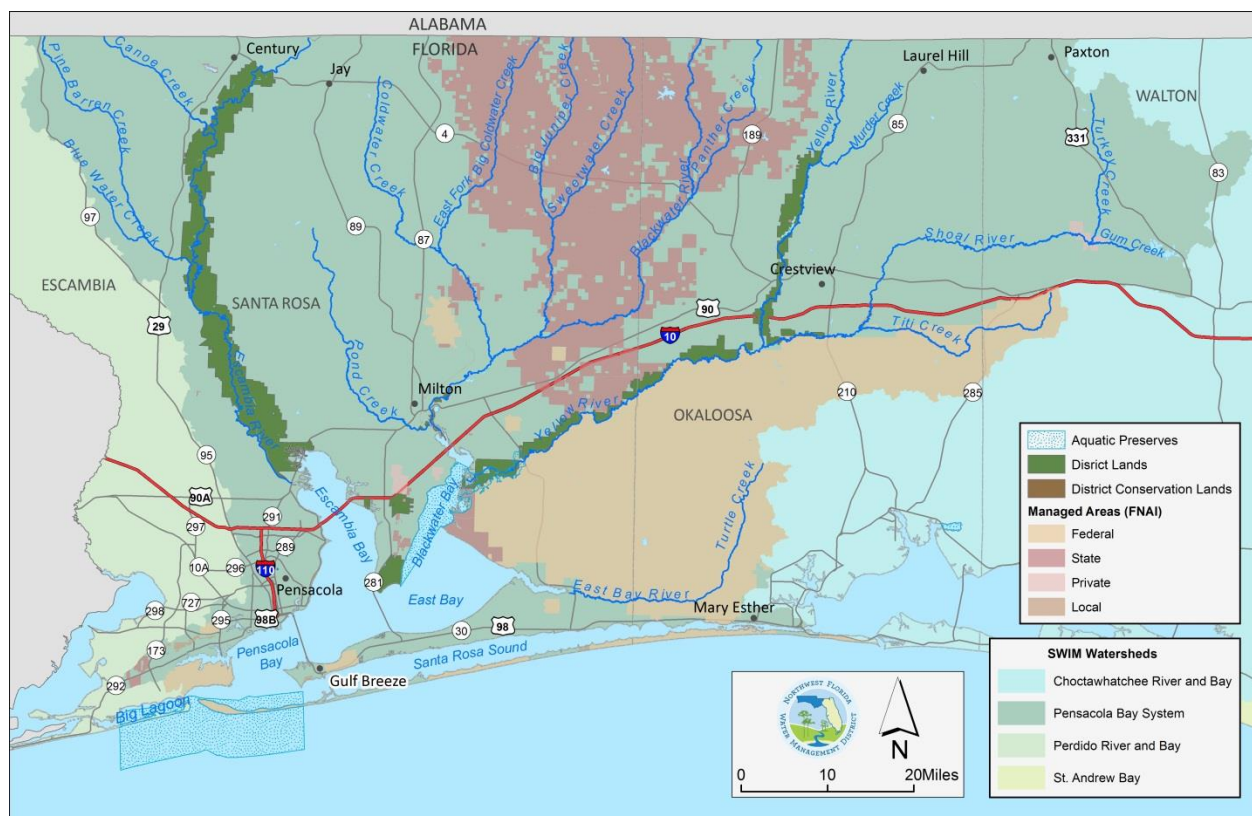 ALABAMA
FLORIDA
Century
Jay
Laurel Hill
Paxton
WALTON
Pine Barren Creek
Canoe Creek
Blue Water Creek
Coldwater Creek
East Fork Big Coldwater Creek
Big Juniper Creek
Sweetwater Creek
Blackwater River
Panther Creek
Yellow River
Murder Creek
Turkey Creek
4
189
85
331
83
97
89
87
Shoal River
Gum Creek
ESCAMBIA
SANTA ROSA
Crestview
29
90
10
Titi Creek
Escambia River
Pond Creek
Milton
Yellow River
OKALOOSA
210
285
95
90A
297
291
289
10A
296
110
Pensacola
Escambia Bay
Blackwater Bay
281
East Bay
Turtle Creek
East Bay River
Mary Esther
298
727
295
98B
173
292
Pensacola Bay
30
98
Santa Rosa Sound
Gulf Breeze
Big Lagoon
Aquatic Preserves
Disrict Lands
District Conservation Lands
Managed Areas (FNAI)
Federal
State
Private
Local
SWIM Watersheds
Choctawhatchee River and Bay
Pensacola Bay System
Perdido River and Bay
St. Andrew Bay
NORTHWEST FLORIDA
WATER MANAGEMENT DISTRICT
N
0 10 20Miles